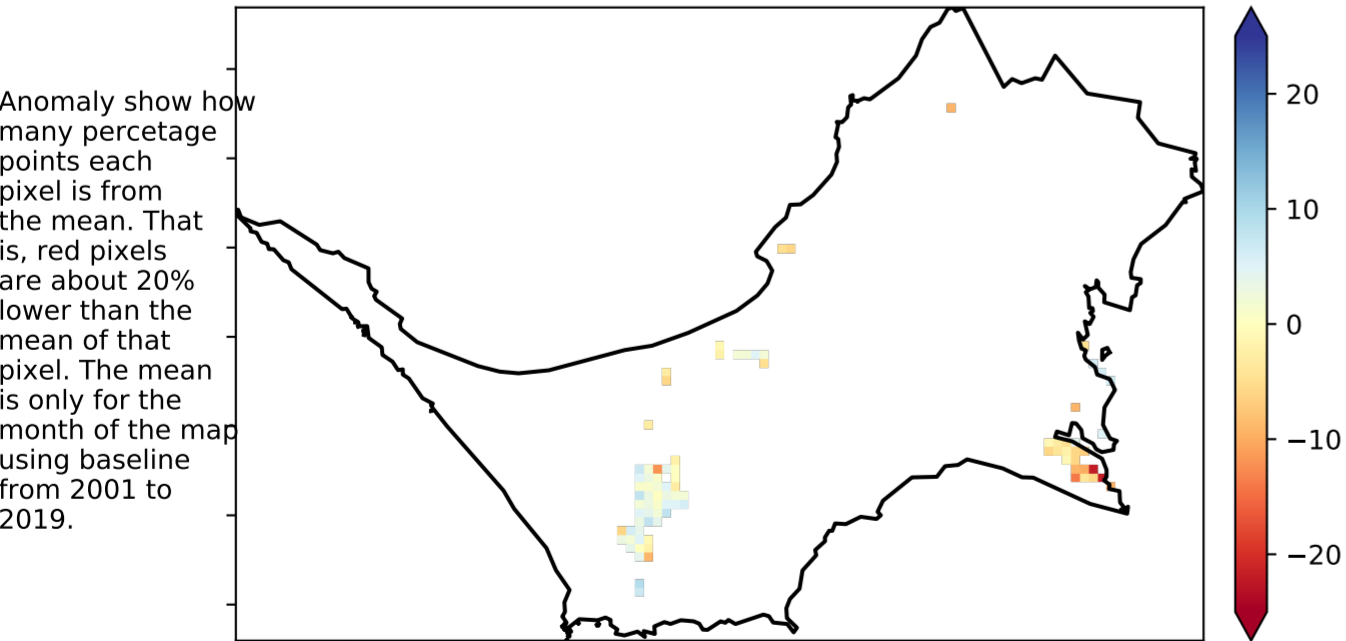 Anomaly show how
many percetage
points each
pixel is from
the mean. That
is, red pixels
are about 20%
lower than the
mean of that
pixel. The mean
is only for the
month of the map
using baseline
from 2001 to
2019.
20
10
0
−10
−20